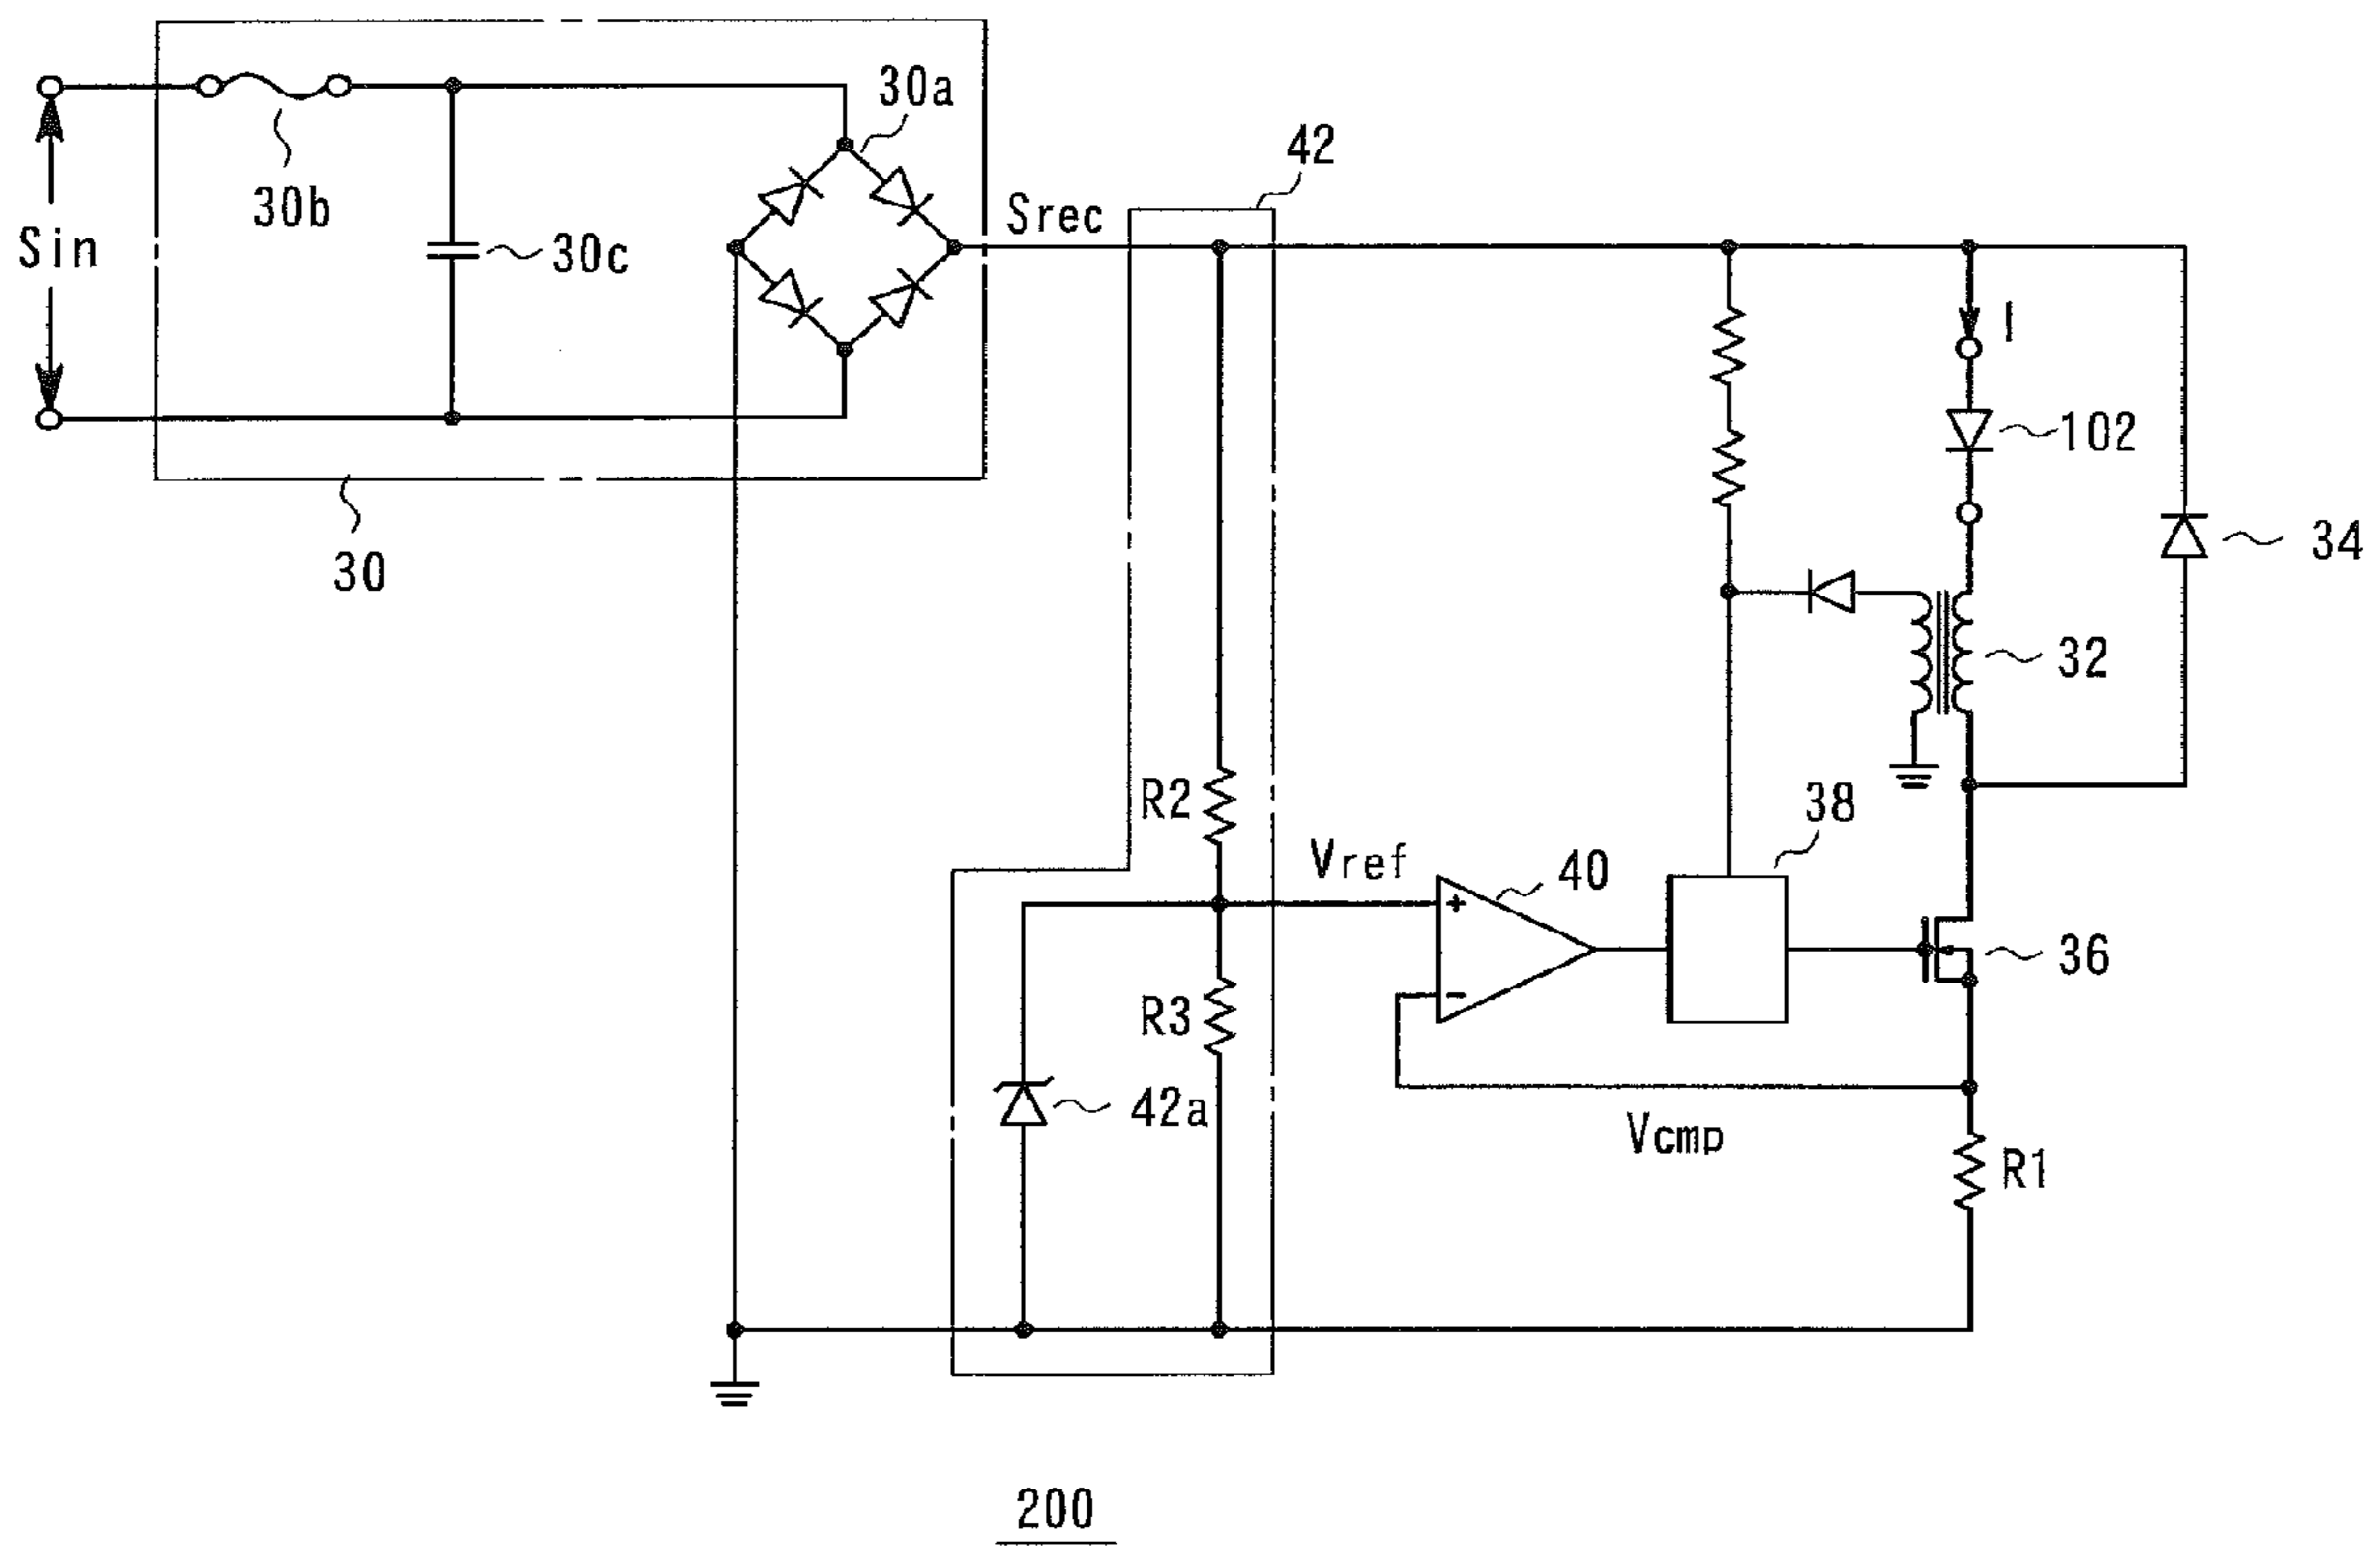 30a
42
30b
Srec
Sin
30c
I
102
34
30
32
R2
38
Vref
40
+
36
R3
−
42a
Vcmp
R1
200